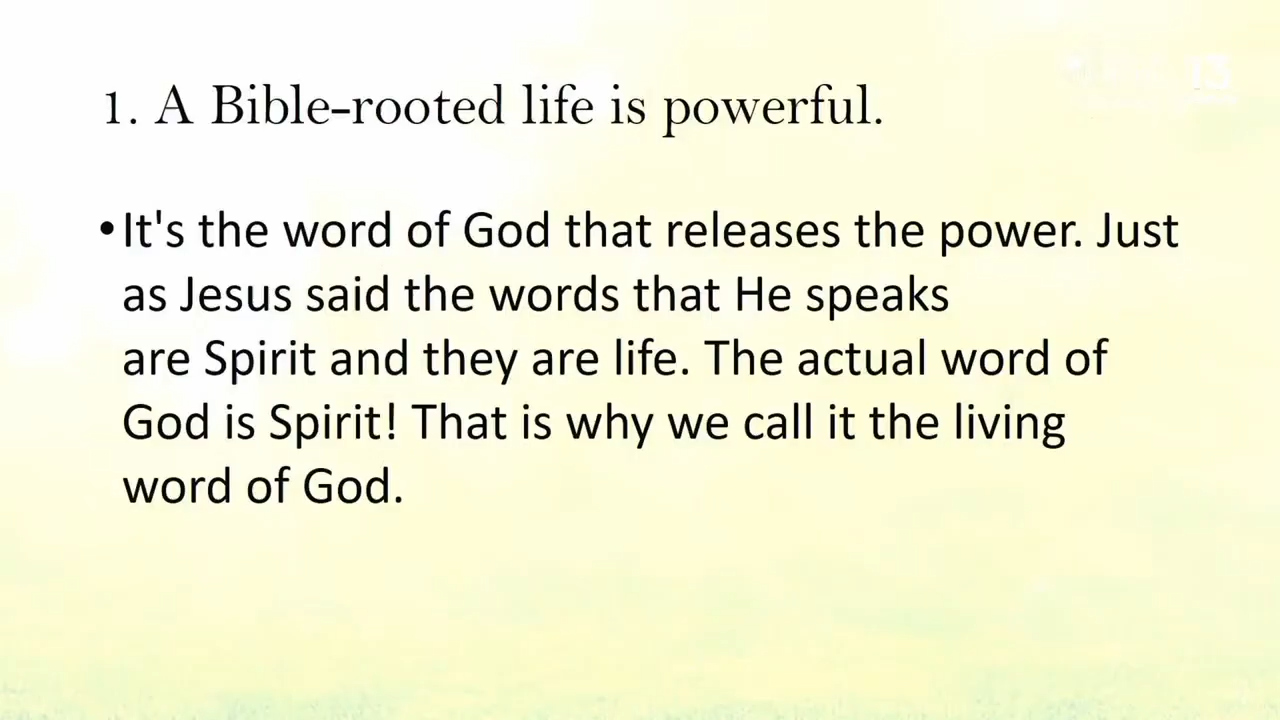 1. A Bible-rooted life is powerful.
•It's the word of God that releases the power. Just
as Jesus said the words that He speaks
are Spirit and they are life. The actual word of
God is Spirit! That is why we call it the living
word of God.
13